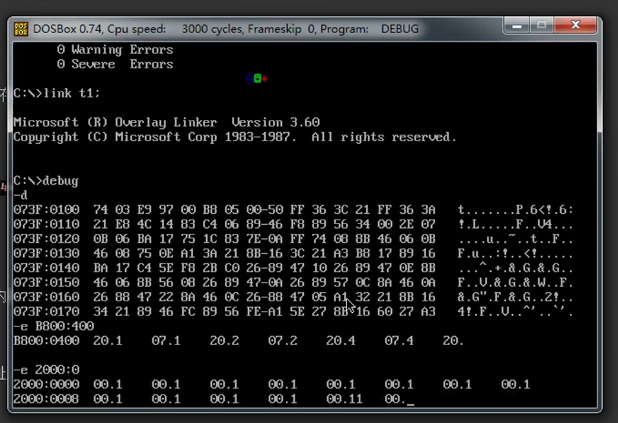 DOSBox 0.74, Cpu speed: 3000 cycles, Frameskip 0, Program: DEBUG
0 Warning Errors
0 Severe Errors
C:\>link t1;
Microsoft (R) Overlay Linker Version 3.60
Copyright (C) Microsoft Corp 1983-1987. All rights reserved.
C:\>debug
-d
073F:0100 74 03 E9 97 00 B8 05 00-50 FF 36 3C 21 FF 36 3A t.......P.6<!.6:
073F:0110 21 E8 4C 14 83 C4 06 89-46 F8 89 56 34 00 2E 07 !.L.....F..V4...
073F:0120 0B 06 BA 17 75 1C 83 7E-0A FF 74 08 8B 46 06 0B ....u..~..t..F..
073F:0130 46 08 75 0E A1 3A 21 8B-16 3C 21 A3 B8 17 89 16 F.u..:!..<!.....
073F:0140 BA 17 C4 5E F8 2B C0 26-89 47 10 26 89 47 0E 8B ...^.+.&.G.&.G..
073F:0150 46 06 8B 56 08 26 89 47-0A 26 89 57 0C 8A 46 0A F..V.&.G.&.W..F.
073F:0160 26 88 47 22 8A 46 0C 26-88 47 05 A1 32 21 8B 16 &.G".F.&.G..2!..
073F:0170 34 21 89 46 FC 89 56 FE-A1 5E 27 8B 16 60 27 A3 4!.F..V..^'..`'.
-e B800:400
B800:0400 20.1 07.1 20.2 07.2 20.4 07.4 20.
-e 2000:0
2000:0000 00.1 00.1 00.1 00.1 00.1 00.1 00.1 00.1
2000:0008 00.1 00.1 00.1 00.1 00.11 00._